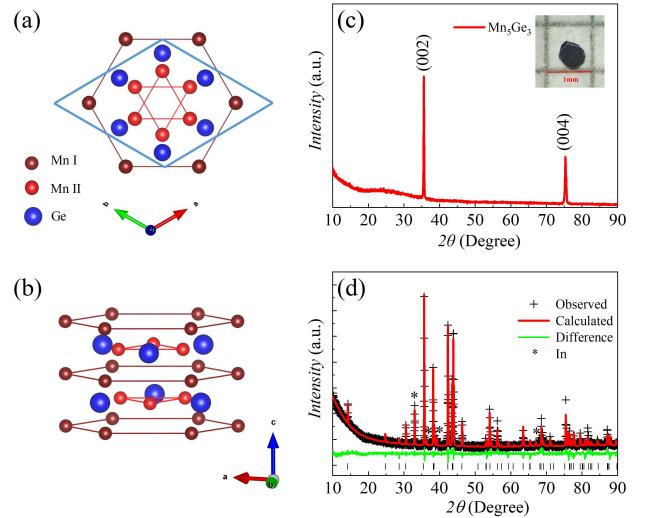 (a)
Mn I
Mn II
Ge
b
a
(b)
c
a
b
(c)
Mn₅Ge₃
1mm
(002)
(004)
Intensity (a.u.)
10 20 30 40 50 60 70 80 90
2θ (Degree)
(d)
+ Observed
Calculated
Difference
* In
*
* * *
Intensity (a.u.)
10 20 30 40 50 60 70 80 90
2θ (Degree)